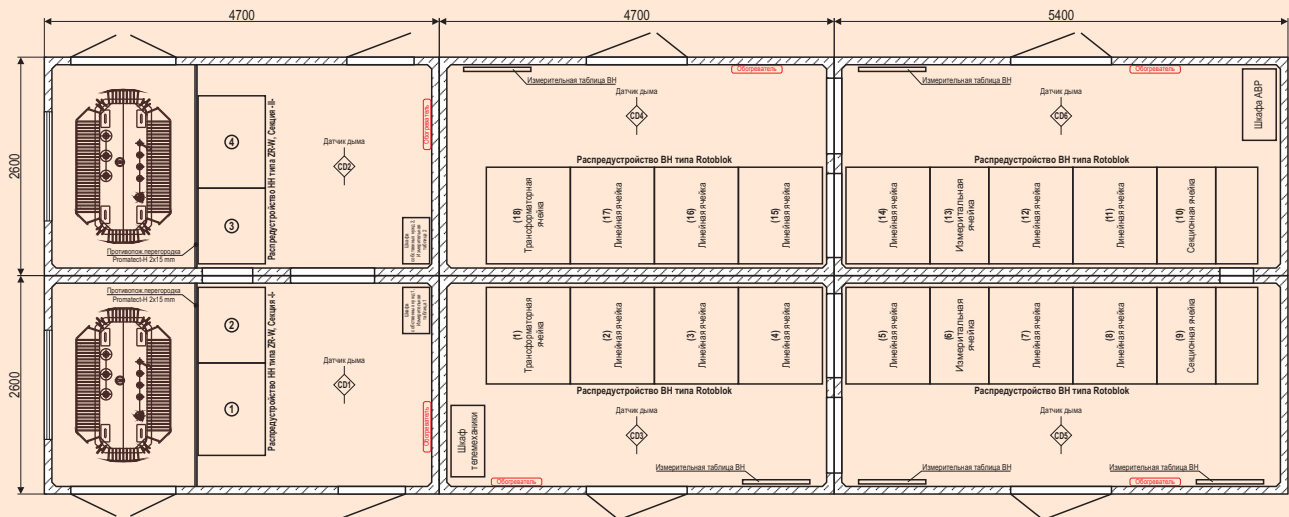 4700
4700
5400
2600
2600
Противопож.перегородка
Promatect-H 2x15 mm
4
3
Распредустройство НН типа ZR-W, Секция -II-
Датчик дыма
CD2
Обогреватель
Измерительная таблица ВН
Обогреватель
Датчик дыма
CD4
Распредустройство ВН типа Rotoblok
(18)
Трансформаторная
ячейка
(17)
Линейная ячейка
(16)
Линейная ячейка
(15)
Линейная ячейка
Измерительная таблица ВН
Обогреватель
Датчик дыма
CD6
Шкафа АВР
Распредустройство ВН типа Rotoblok
(14)
Линейная ячейка
(13)
Измеритальная
ячейка
(12)
Линейная ячейка
(11)
Линейная ячейка
(10)
Секционная ячейка
Противопож.перегородка
Promatect-H 2x15 mm
2
1
Распредустройство НН типа ZR-W, Секция -I-
Датчик дыма
CD1
Обогреватель
(1)
Трансформаторная
ячейка
(2)
Линейная ячейка
(3)
Линейная ячейка
(4)
Линейная ячейка
Распредустройство ВН типа Rotoblok
Шкаф
телемеханики
Датчик дыма
CD3
Обогреватель
Измерительная таблица ВН
(5)
Линейная ячейка
(6)
Измеритальная
ячейка
(7)
Линейная ячейка
(8)
Линейная ячейка
(9)
Секционная ячейка
Распредустройство ВН типа Rotoblok
Датчик дыма
CD5
Измерительная таблица ВН
Обогреватель
Измерительная таблица ВН